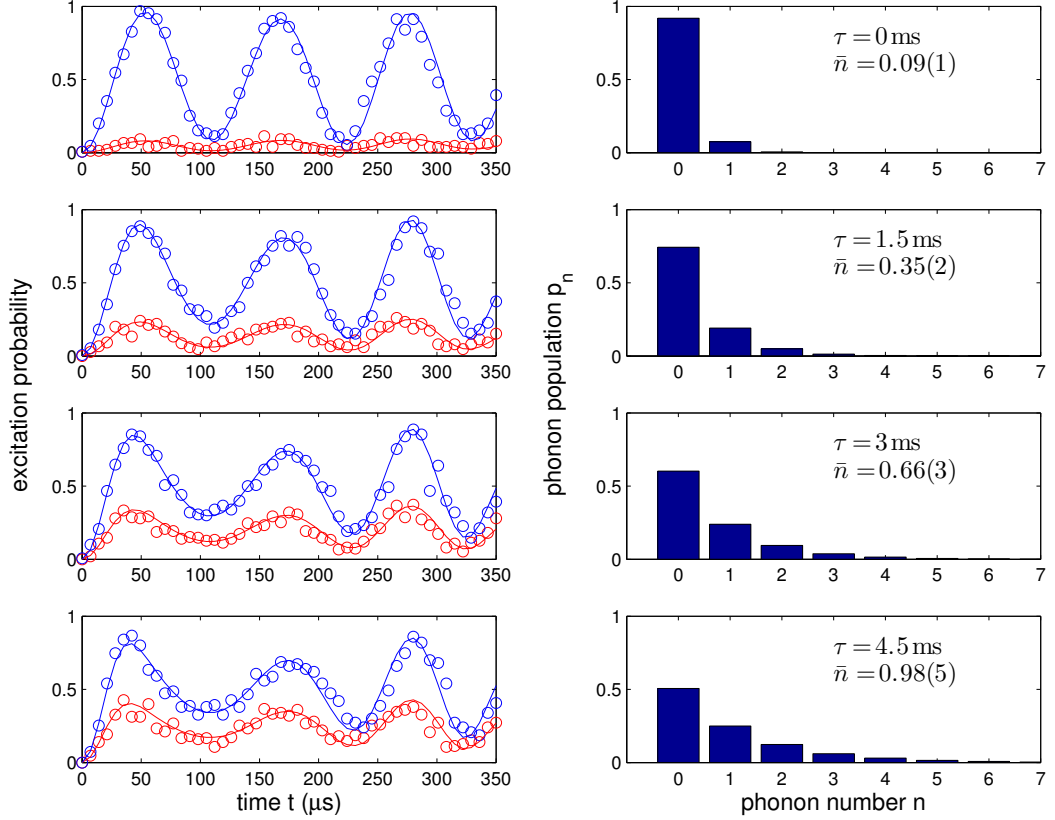 excitation probability
1
0.5
0
0 50 100 150 200 250 300 350
1
0.5
0
0 50 100 150 200 250 300 350
1
0.5
0
0 50 100 150 200 250 300 350
1
0.5
0
0 50 100 150 200 250 300 350
time t (μs)
phonon population pₙ
1
0.5
0
τ = 0 ms
n̄ = 0.09(1)
0 1 2 3 4 5 6 7
1
0.5
0
τ = 1.5 ms
n̄ = 0.35(2)
0 1 2 3 4 5 6 7
1
0.5
0
τ = 3 ms
n̄ = 0.66(3)
0 1 2 3 4 5 6 7
1
0.5
0
τ = 4.5 ms
n̄ = 0.98(5)
0 1 2 3 4 5 6 7
phonon number n